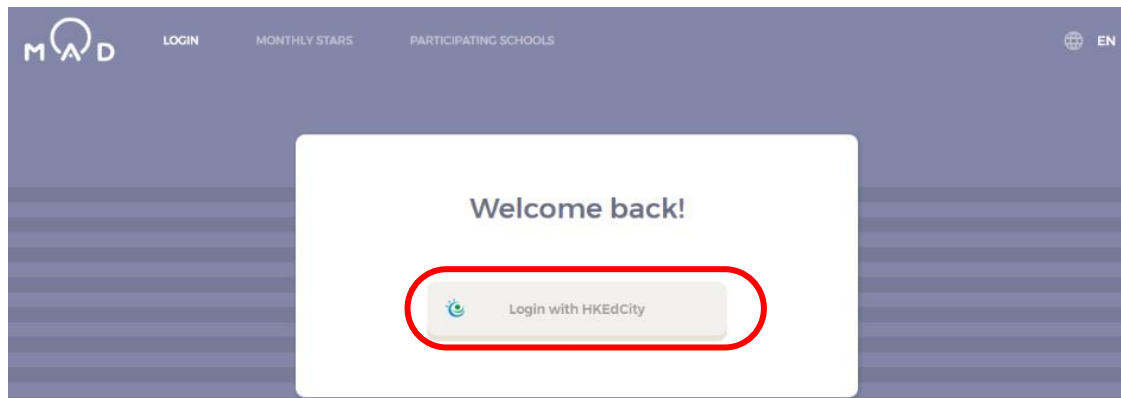 MAD
LOGIN MONTHLY STARS PARTICIPATING SCHOOLS EN
Welcome back!
Login with HKEdCity